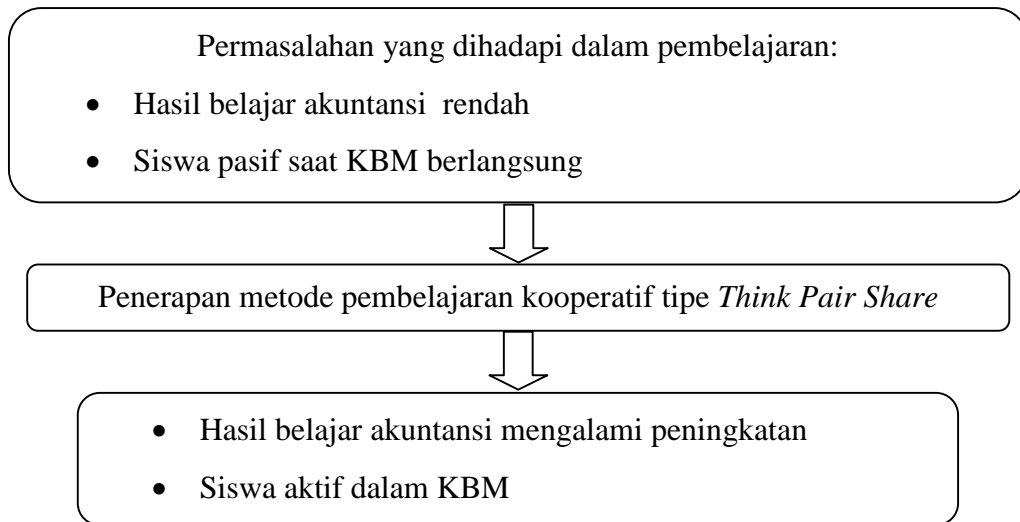 Permasalahan yang dihadapi dalam pembelajaran:
• Hasil belajar akuntansi rendah
• Siswa pasif saat KBM berlangsung
Penerapan metode pembelajaran kooperatif tipe Think Pair Share
• Hasil belajar akuntansi mengalami peningkatan
• Siswa aktif dalam KBM